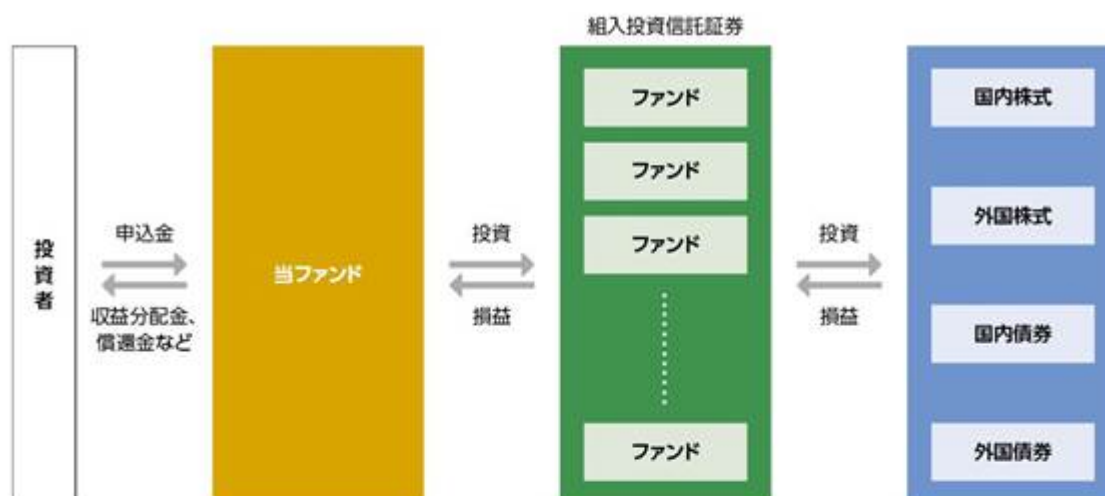 組入投資信託証券
投資者
申込金
収益分配金、
償還金など
当ファンド
投資
損益
ファンド
ファンド
ファンド
ファンド
投資
損益
国内株式
外国株式
国内債券
外国債券